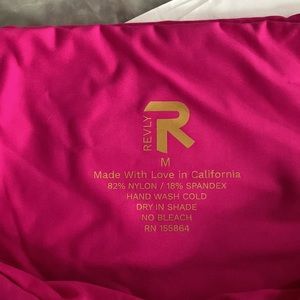 REVLY
R
M
Made With Love in California
82% NYLON / 18% SPANDEX
HAND WASH COLD
DRY IN SHADE
NO BLEACH
RN 155864